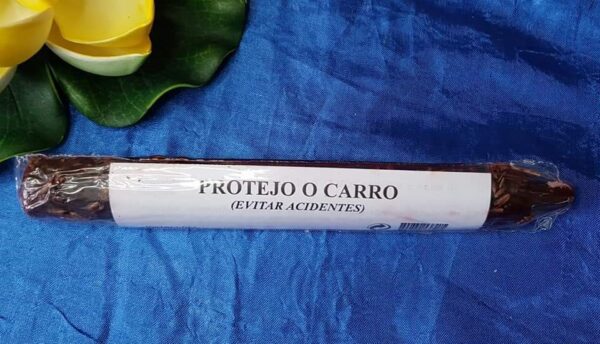 PROTEJO O CARRO
(EVITAR ACIDENTES)